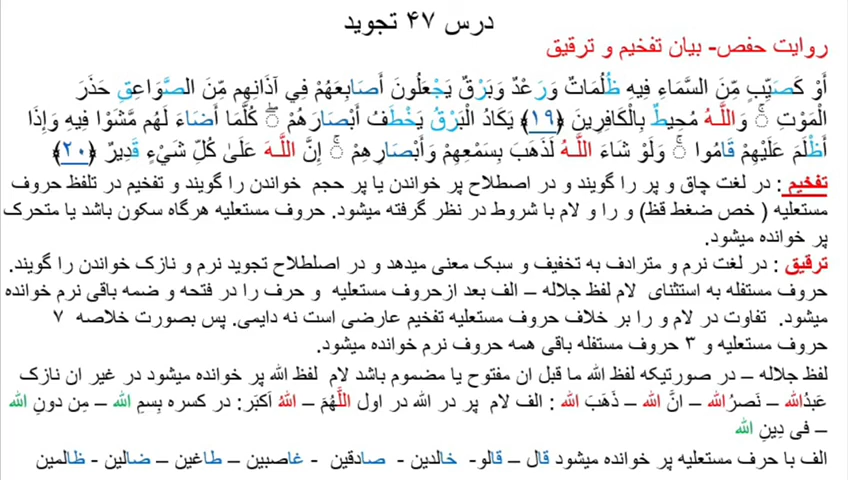 درس ۴۷ تجوید
روایت حفص- بیان تفخیم و ترقیق
أَوْ كَصَيِّبٍ مِّنَ السَّمَاءِ فِيهِ ظُلُمَاتٌ وَرَعْدٌ وَبَرْقٌ يَجْعَلُونَ أَصَابِعَهُمْ فِي آذَانِهِم مِّنَ الصَّوَاعِقِ حَذَرَ
الْمَوْتِ ۚ وَاللَّـهُ مُحِيطٌ بِالْكَافِرِينَ ﴿١٩﴾ يَكَادُ الْبَرْقُ يَخْطَفُ أَبْصَارَهُمْ ۖ كُلَّمَا أَضَاءَ لَهُم مَّشَوْا فِيهِ وَإِذَا
أَظْلَمَ عَلَيْهِمْ قَامُوا ۚ وَلَوْ شَاءَ اللَّـهُ لَذَهَبَ بِسَمْعِهِمْ وَأَبْصَارِهِمْ ۚ إِنَّ اللَّـهَ عَلَىٰ كُلِّ شَيْءٍ قَدِيرٌ ﴿٢٠﴾
تفخیم : در لغت چاق و پر را گویند و در اصطلاح پر خواندن یا پر حجم خواندن را گویند و تفخیم در تلفظ حروف
مستعلیه ( خص ضغط قظ) و را و لام با شروط در نظر گرفته میشود. حروف مستعلیه هرگاه سکون باشد یا متحرک
پر خوانده میشود.
ترقیق : در لغت نرم و مترادف به تخفیف و سبک معنی میدهد و در اصلطلاح تجوید نرم و نازک خواندن را گویند.
حروف مستفله به استثنای لام لفظ جلاله – الف بعد ازحروف مستعلیه و حرف را در فتحه و ضمه باقی نرم خوانده
میشود. تفاوت در لام و را بر خلاف حروف مستعلیه تفخیم عارضی است نه دایمی. پس بصورت خلاصه ۷
حروف مستعلیه و ۳ حروف مستفله باقی همه حروف نرم خوانده میشود.
لفظ جلاله – در صورتیکه لفظ الله ما قبل ان مفتوح یا مضموم باشد لام لفظ الله پر خوانده میشود در غیر ان نازک
عَبدُالله – نَصرُالله – انَّ الله – ذَهَبَ الله : الف لام پر در الله در اول اللَّهُمَ – اللهُ اَکبَر: در کسره بِسمِ الله – مِن دونِ الله
– فی دِینِ الله
الف با حرف مستعلیه پر خوانده میشود قال – قالو- خالدین - صادقین - غاصبین – طاغین – ضالین - ظالمین